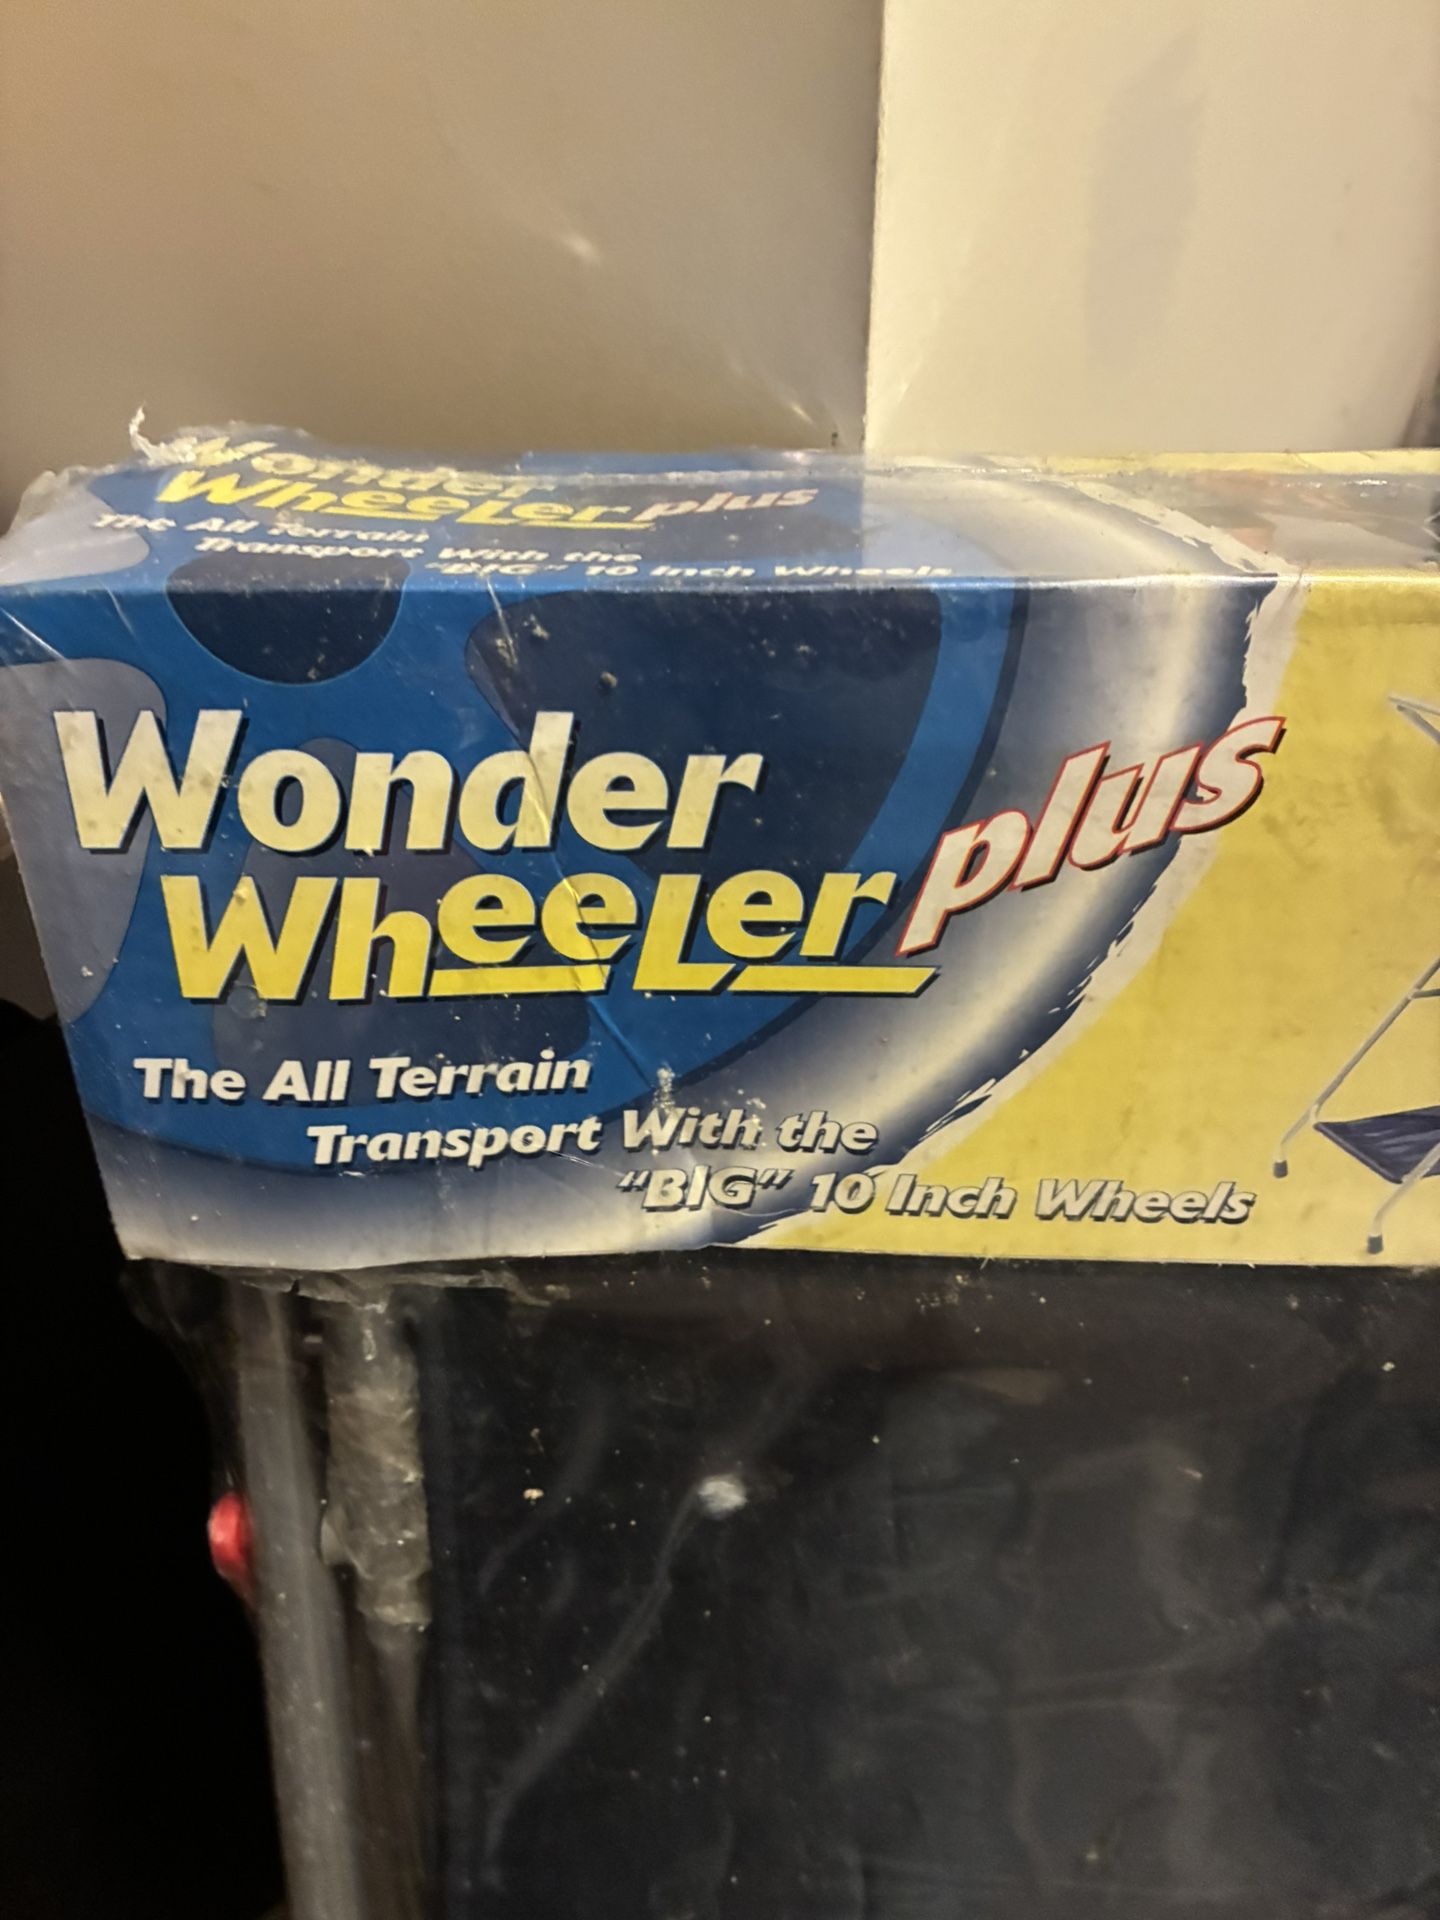 Wonder
Wheeler plus
The All Terrain
Transport With the
"BIG" 10 Inch Wheels
Wonder
Wheeler plus
The All Terrain
Transport With the
"BIG" 10 Inch Wheels